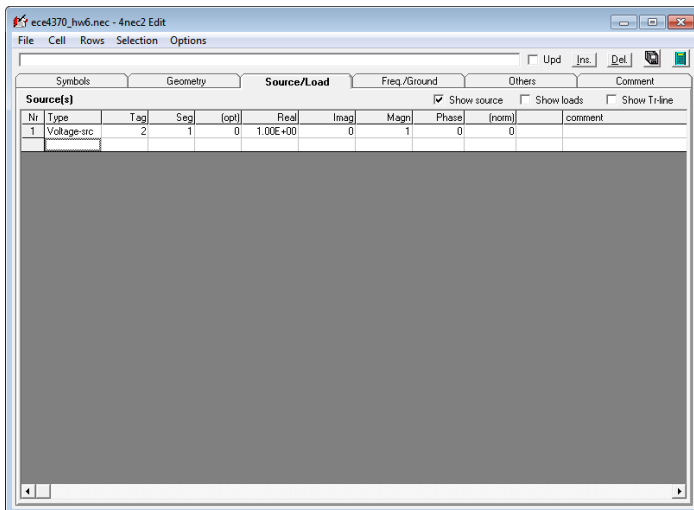 ece4370_hw6.nec - 4nec2 Edit
File Cell Rows Selection Options
Upd Ins. Del.
Symbols Geometry Source/Load Freq./Ground Others Comment
Source(s) Show source Show loads Show Tr-line
Nr Type Tag Seg (opt) Real Imag Magn Phase (norm) comment
1 Voltage-src 2 1 0 1.00E+00 0 1 0 0